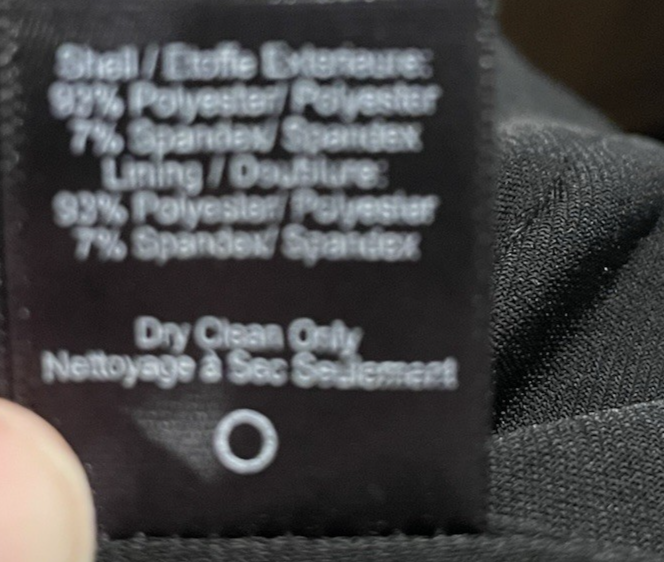 Shell / Étoffe Exterieure:
93% Polyester/ Polyester
7% Spandex/ Spandex
Lining / Doublure:
93% Polyester/ Polyester
7% Spandex/ Spandex
Dry Clean Only
Nettoyage à Sec Seulement